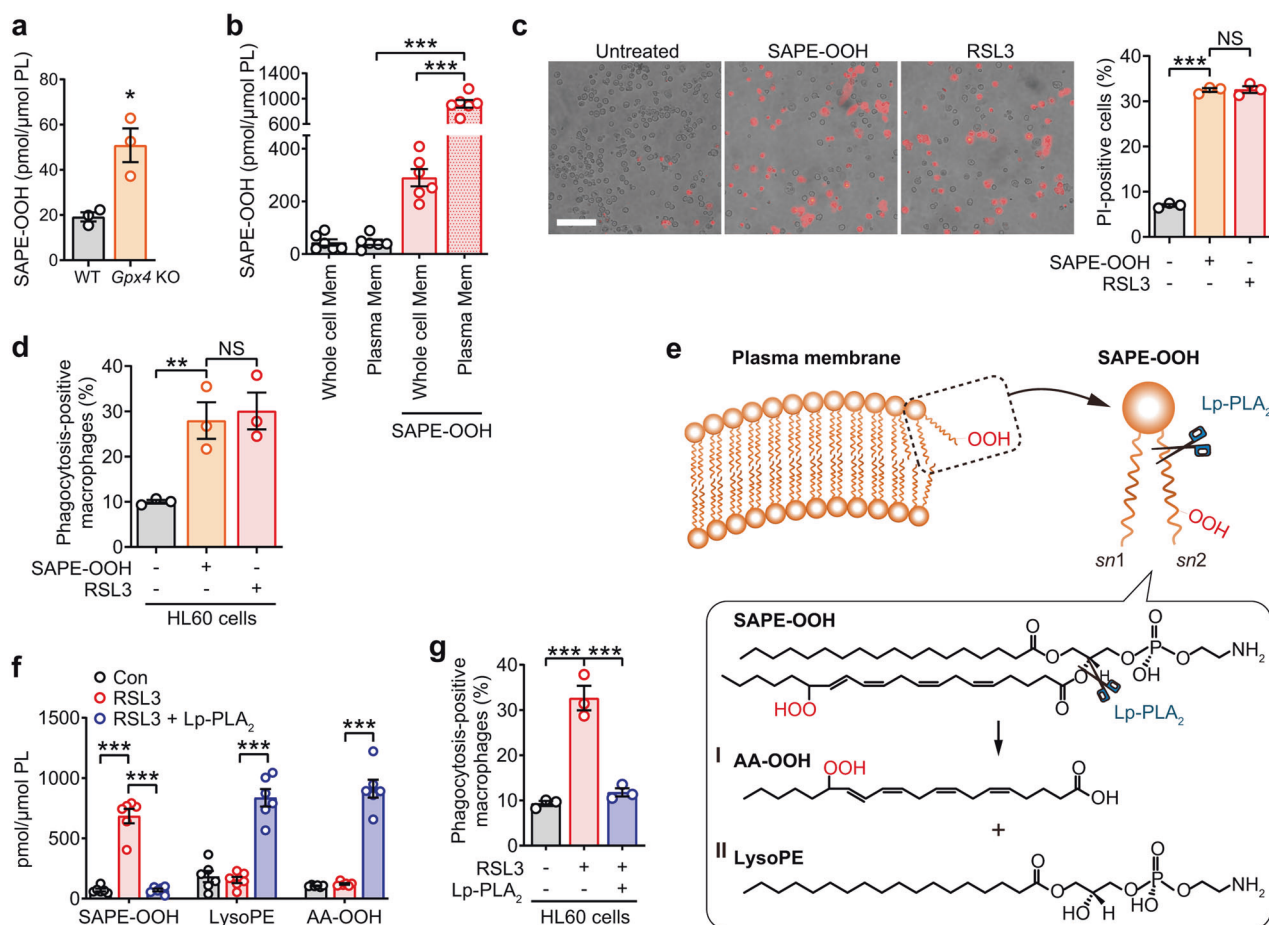 a
SAPE-OOH (pmol/μmol PL)
80
60
40
20
0
*
WT
Gpx4 KO
b
SAPE-OOH (pmol/μmol PL)
1400
1000
600
400
200
0
***
***
Whole cell Mem
Plasma Mem
Whole cell Mem
Plasma Mem
SAPE-OOH
c
Untreated
SAPE-OOH
RSL3
PI-positive cells (%)
40
30
20
10
0
***
NS
SAPE-OOH - + -
RSL3 - - +
d
Phagocytosis-positive
macrophages (%)
40
30
20
10
0
**
NS
SAPE-OOH - + -
RSL3 - - +
HL60 cells
e
Plasma membrane
OOH
SAPE-OOH
Lp-PLA2
OOH
sn1
sn2
SAPE-OOH
O
O
O
O
P
O
OH
NH2
H
O
O
HOO
Lp-PLA2
I
AA-OOH
OOH
O
OH
+
II
LysoPE
O
O
O
O
P
O
HO
H
HO
NH2
f
Con
RSL3
RSL3 + Lp-PLA2
pmol/μmol PL
1500
1000
500
0
***
***
***
***
SAPE-OOH
LysoPE
AA-OOH
g
Phagocytosis-positive
macrophages (%)
40
30
20
10
0
*** ***
RSL3 - + +
Lp-PLA2 - - +
HL60 cells